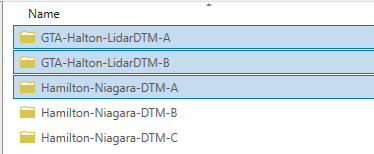 Name
GTA-Halton-LidarDTM-A
GTA-Halton-LidarDTM-B
Hamilton-Niagara-DTM-A
Hamilton-Niagara-DTM-B
Hamilton-Niagara-DTM-C